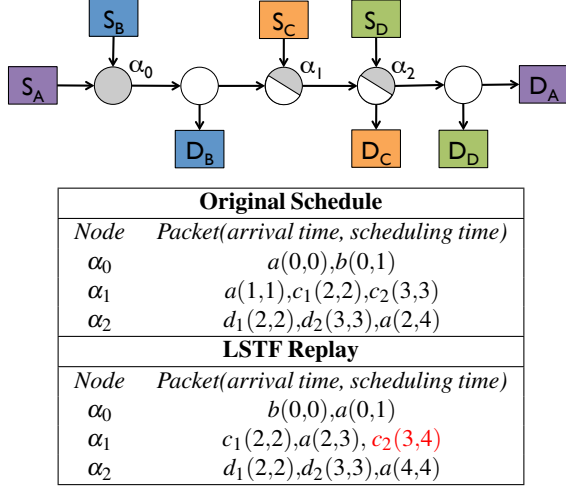 S_B S_C S_D
S_A α_0 α_1 α_2 D_A
D_B D_C D_D
Original Schedule
Node Packet(arrival time, scheduling time)
α_0 a(0,0),b(0,1)
α_1 a(1,1),c_1(2,2),c_2(3,3)
α_2 d_1(2,2),d_2(3,3),a(2,4)
LSTF Replay
Node Packet(arrival time, scheduling time)
α_0 b(0,0),a(0,1)
α_1 c_1(2,2),a(2,3), c_2(3,4)
α_2 d_1(2,2),d_2(3,3),a(4,4)